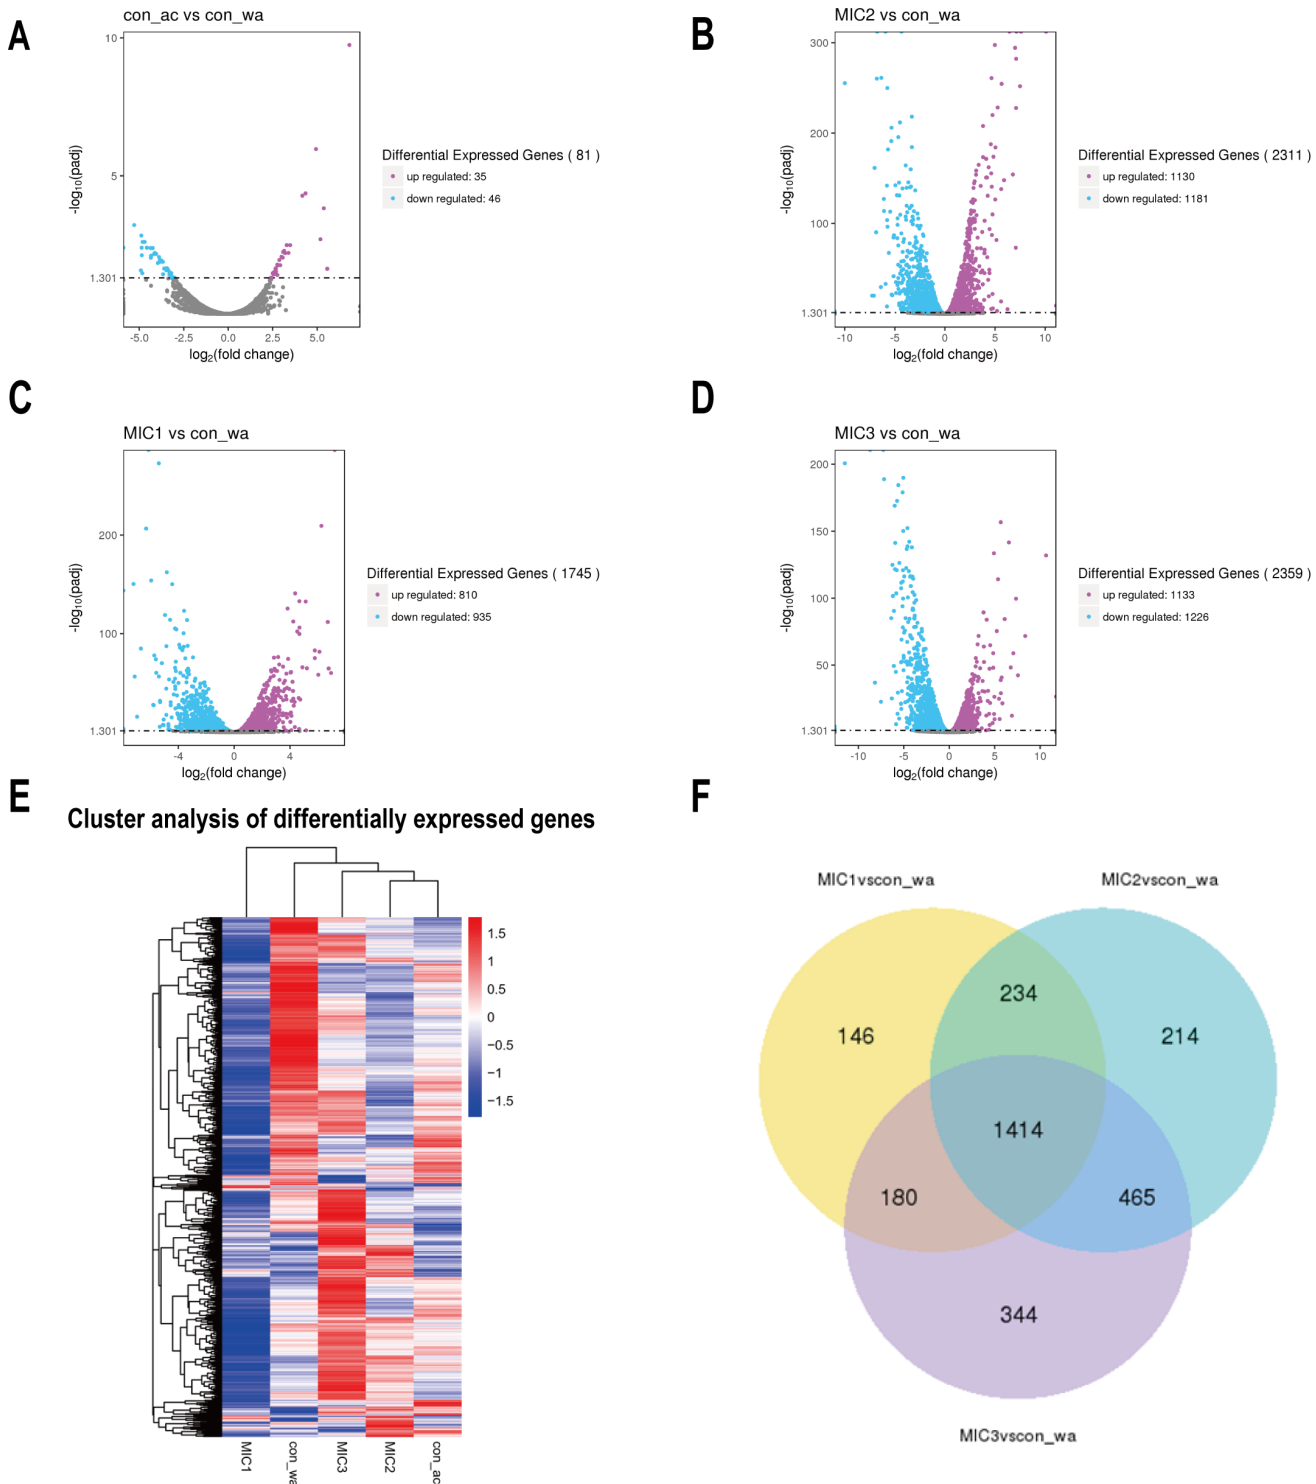 A
con_ac vs con_wa
10
5
1.301
-log10(padj)
-5.0 -2.5 0.0 2.5 5.0
log2(fold change)
Differential Expressed Genes ( 81 )
up regulated: 35
down regulated: 46
B
MIC2 vs con_wa
300
200
100
1.301
-log10(padj)
-10 -5 0 5 10
log2(fold change)
Differential Expressed Genes ( 2311 )
up regulated: 1130
down regulated: 1181
C
MIC1 vs con_wa
200
100
1.301
-log10(padj)
-4 0 4
log2(fold change)
Differential Expressed Genes ( 1745 )
up regulated: 810
down regulated: 935
D
MIC3 vs con_wa
200
150
100
50
1.301
-log10(padj)
-10 -5 0 5 10
log2(fold change)
Differential Expressed Genes ( 2359 )
up regulated: 1133
down regulated: 1226
E
Cluster analysis of differentially expressed genes
1.5
1
0.5
0
−0.5
−1
−1.5
MIC1
con_wa
MIC3
MIC2
con_ac
F
MIC1vscon_wa
MIC2vscon_wa
234
146
214
1414
180
465
344
MIC3vscon_wa